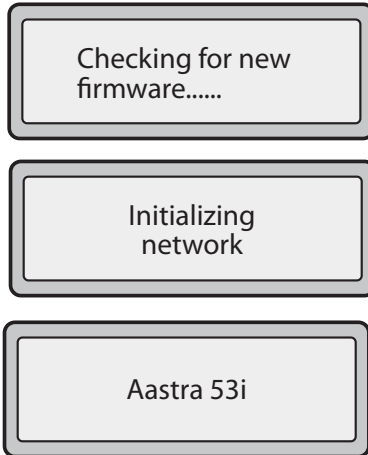 Checking for new
firmware......
Initializing
network
Aastra 53i